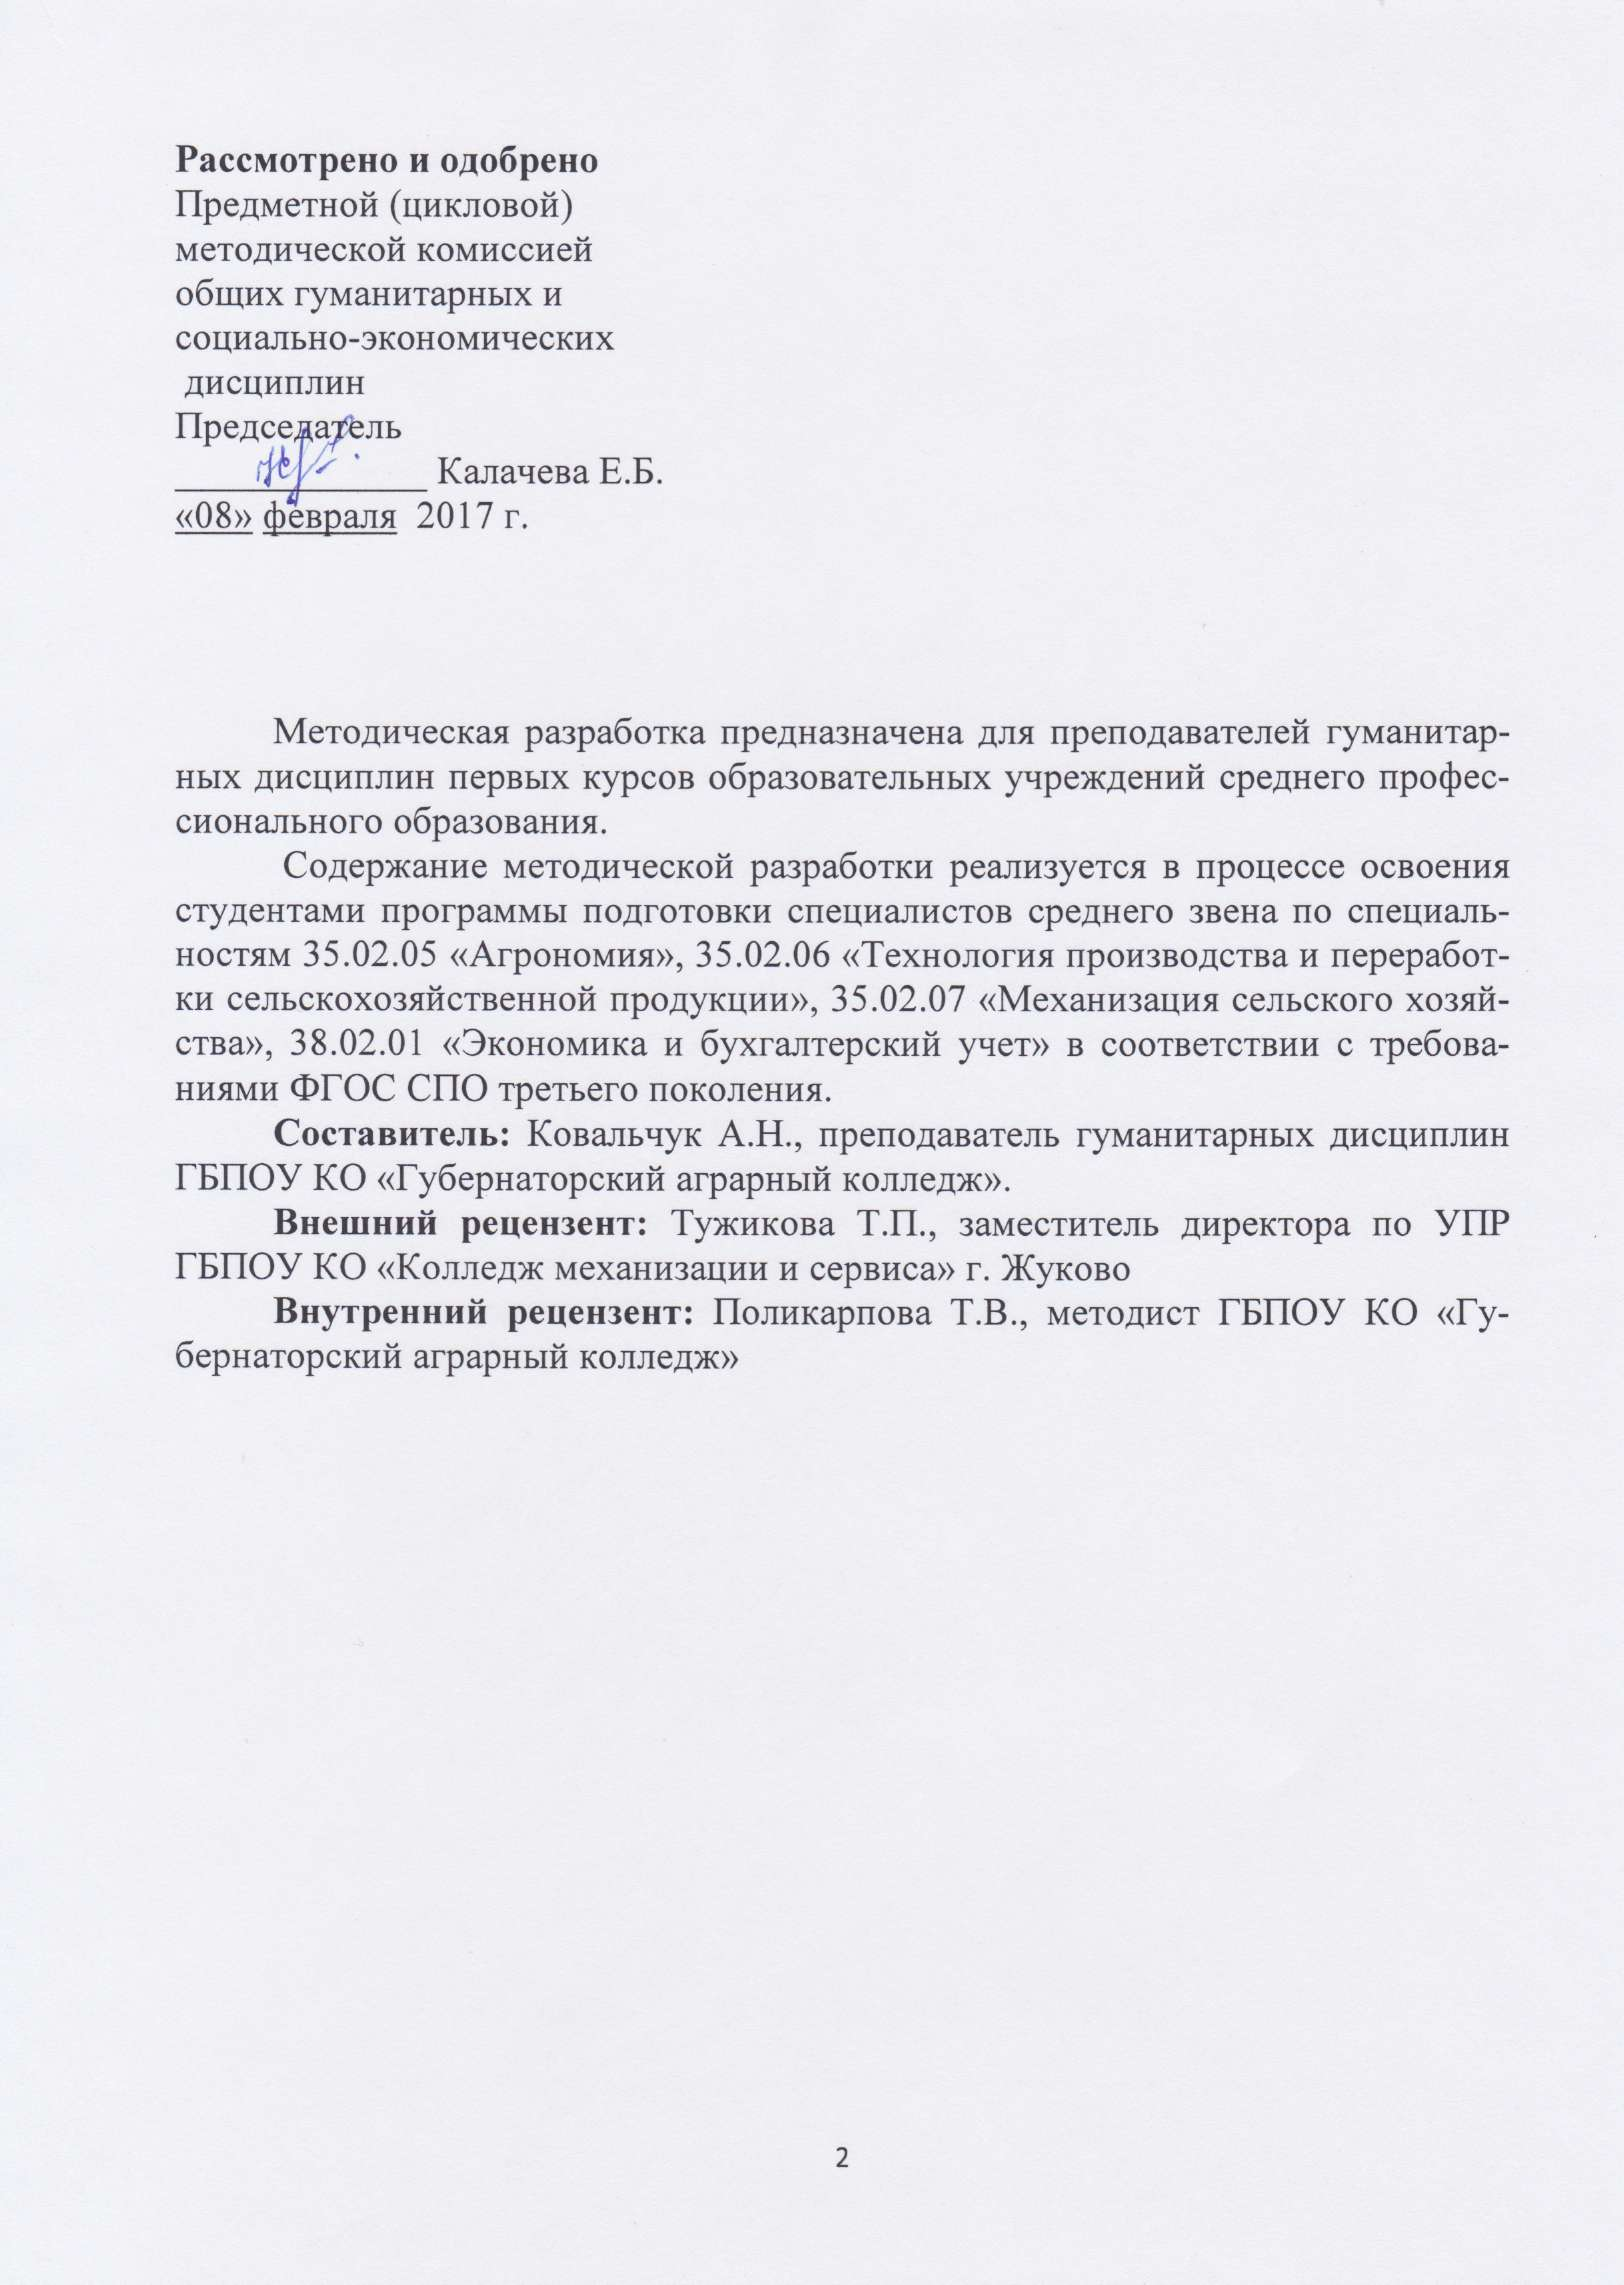 Рассмотрено и одобрено
Предметной (цикловой)
методической комиссией
общих гуманитарных и
социально-экономических
дисциплин
Председатель
_____________ Калачева Е.Б.
«08» февраля 2017 г.
Методическая разработка предназначена для преподавателей гуманитар-
ных дисциплин первых курсов образовательных учреждений среднего профес-
сионального образования.
Содержание методической разработки реализуется в процессе освоения
студентами программы подготовки специалистов среднего звена по специаль-
ностям 35.02.05 «Агрономия», 35.02.06 «Технология производства и переработ-
ки сельскохозяйственной продукции», 35.02.07 «Механизация сельского хозяй-
ства», 38.02.01 «Экономика и бухгалтерский учет» в соответствии с требова-
ниями ФГОС СПО третьего поколения.
Составитель: Ковальчук А.Н., преподаватель гуманитарных дисциплин
ГБПОУ КО «Губернаторский аграрный колледж».
Внешний рецензент: Тужикова Т.П., заместитель директора по УПР
ГБПОУ КО «Колледж механизации и сервиса» г. Жуково
Внутренний рецензент: Поликарпова Т.В., методист ГБПОУ КО «Гу-
бернаторский аграрный колледж»
2